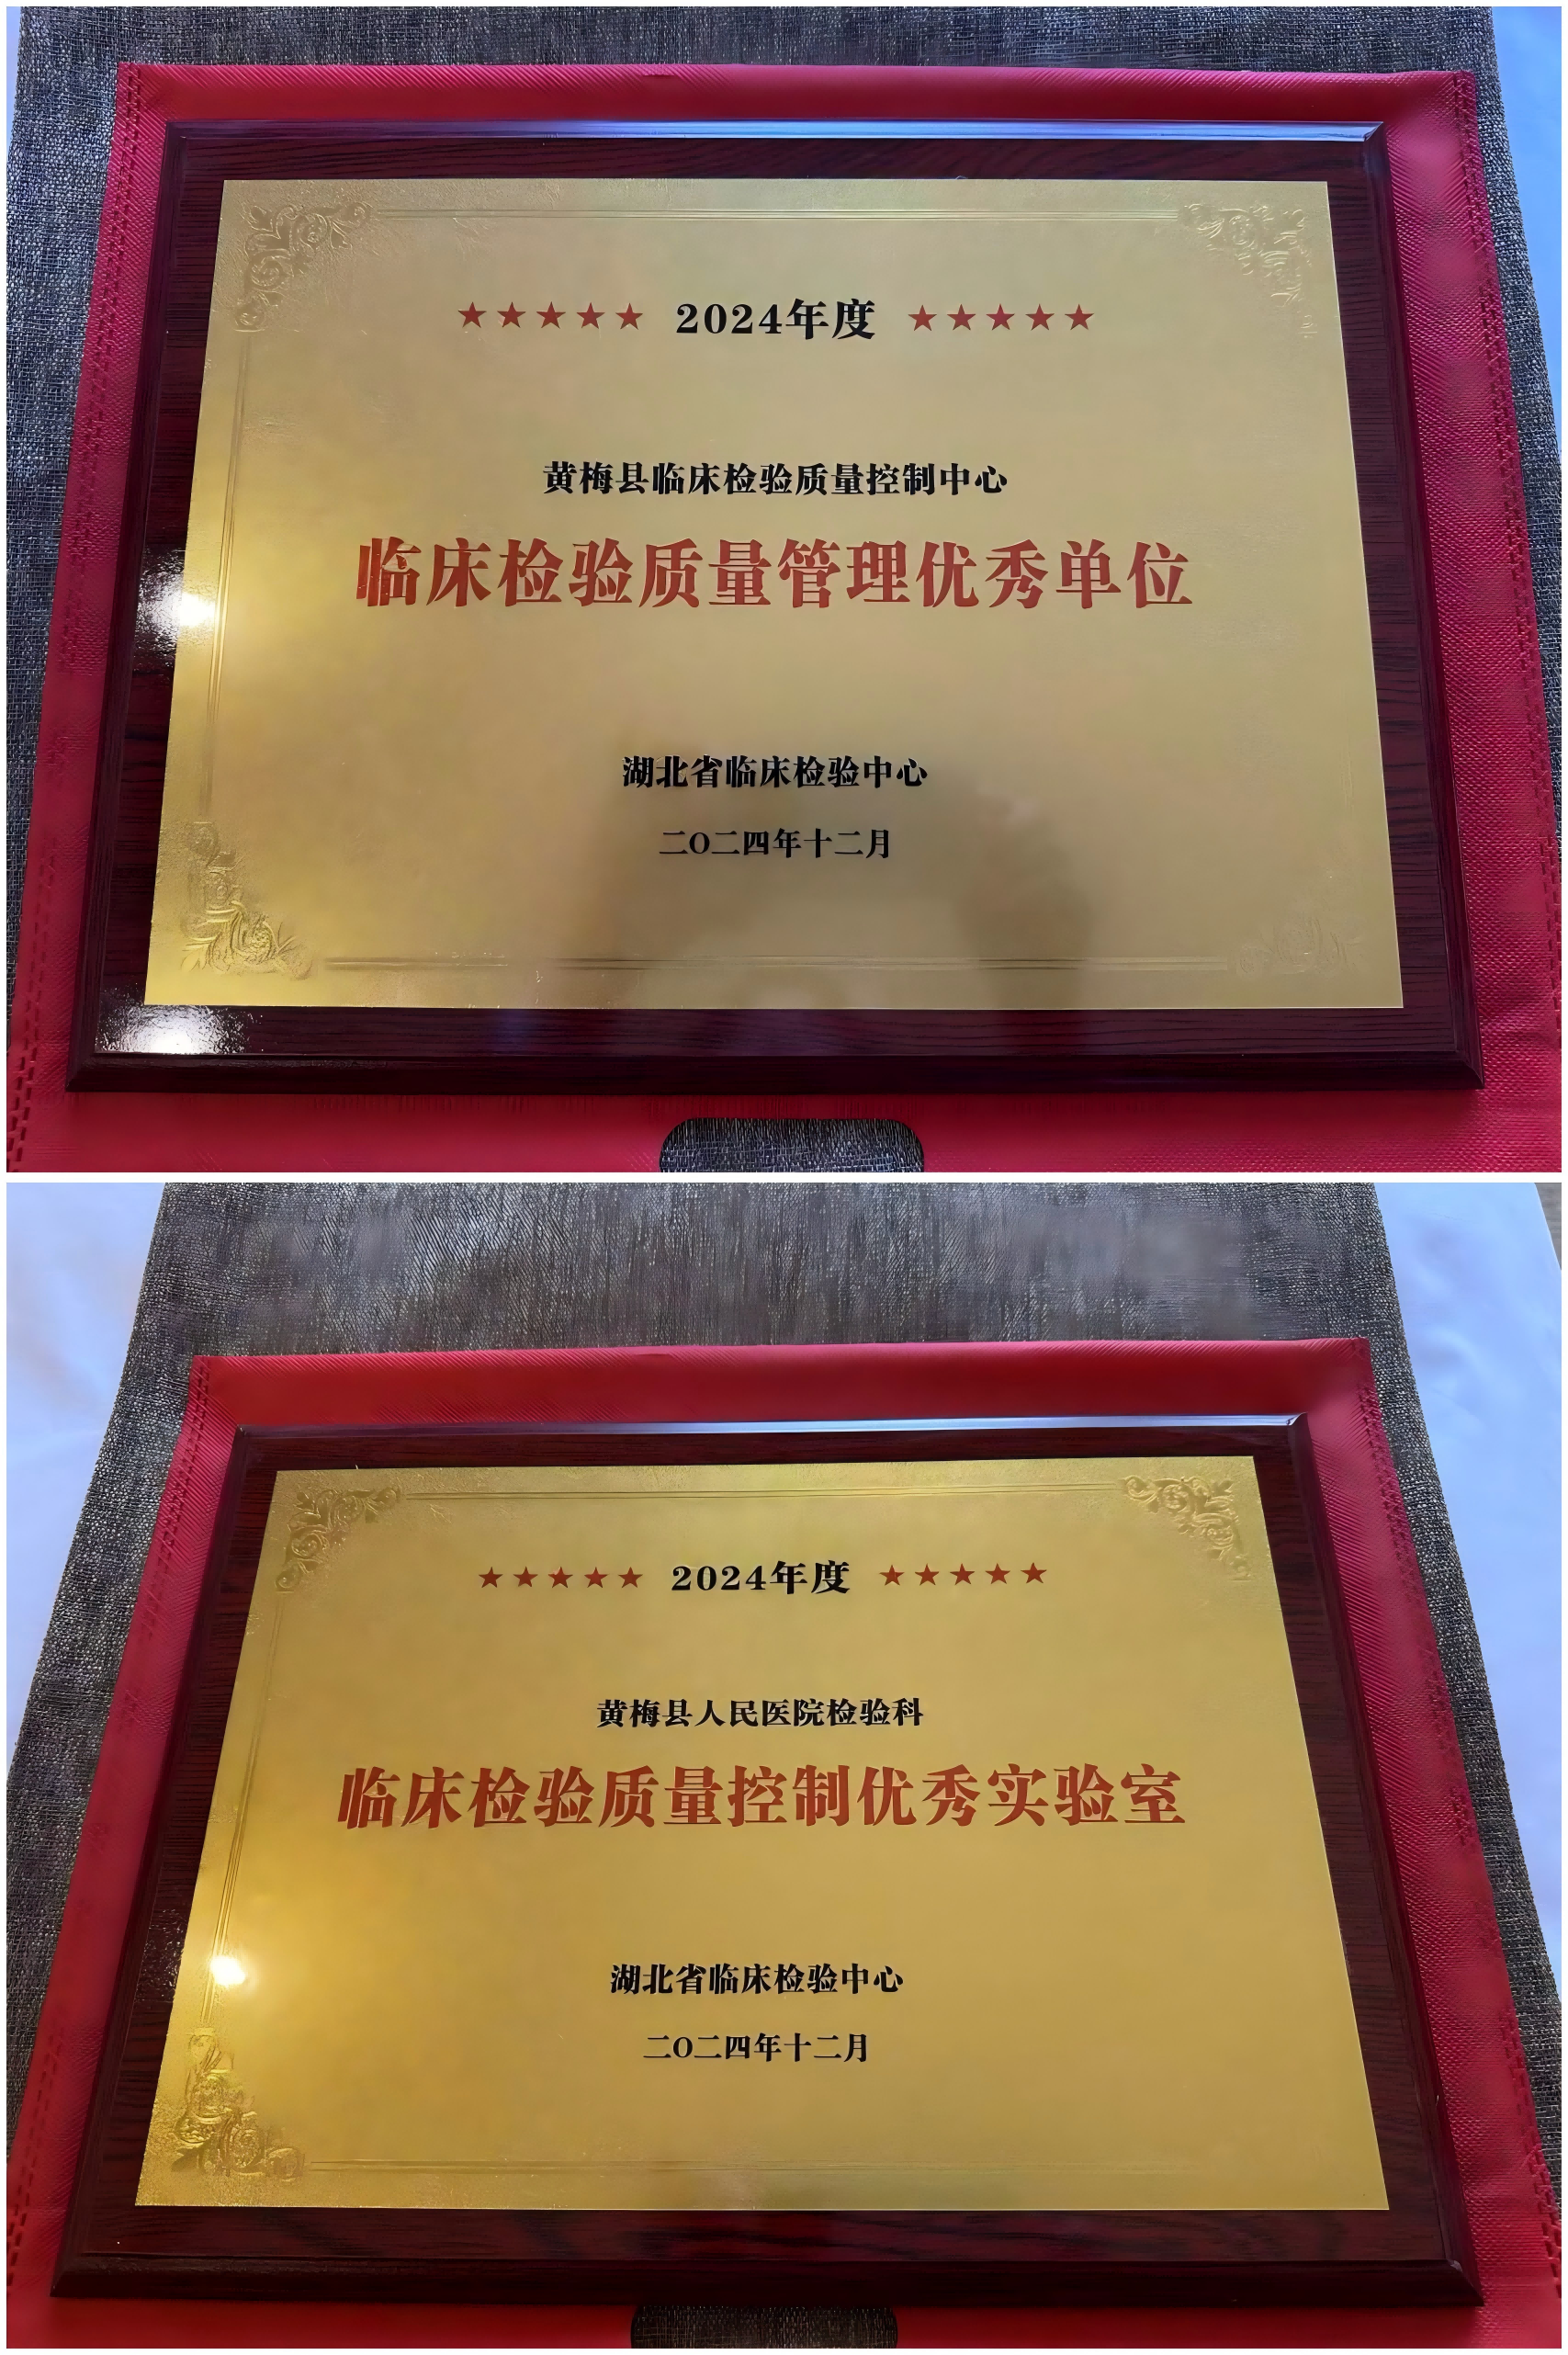 ★★★★★ 2024年度 ★★★★★
黄梅县临床检验质量控制中心
临床检验质量管理优秀单位
湖北省临床检验中心
二〇二四年十二月
★★★★★ 2024年度 ★★★★★
黄梅县人民医院检验科
临床检验质量控制优秀实验室
湖北省临床检验中心
二〇二四年十二月